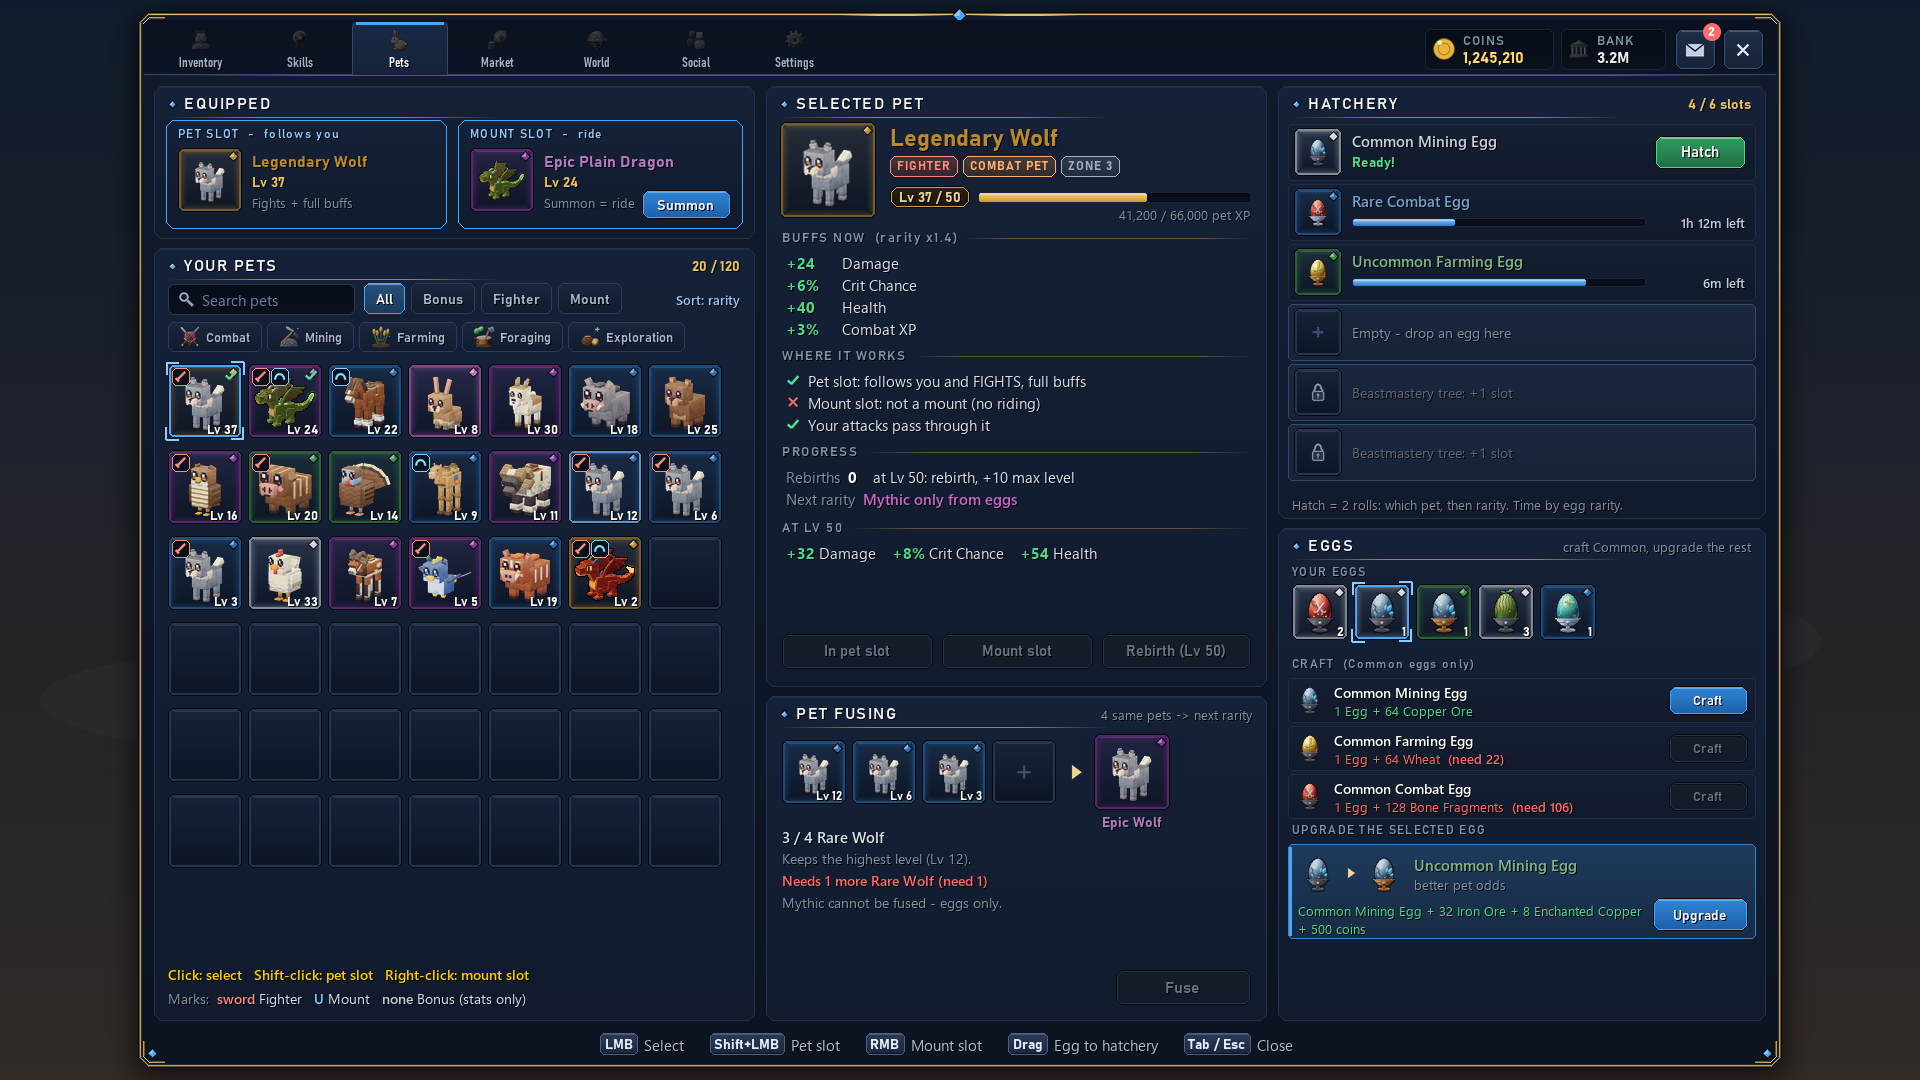 Inventory
Skills
Pets
Market
World
Social
Settings
COINS
1,245,210
BANK
3.2M
2
EQUIPPED
PET SLOT - follows you
Legendary Wolf
Lv 37
Fights + full buffs
MOUNT SLOT - ride
Epic Plain Dragon
Lv 24
Summon = ride
Summon
YOUR PETS
20 / 120
Search pets
All
Bonus
Fighter
Mount
Sort: rarity
Combat
Mining
Farming
Foraging
Exploration
Lv 37
Lv 24
Lv 22
Lv 8
Lv 30
Lv 18
Lv 25
Lv 16
Lv 20
Lv 14
Lv 9
Lv 11
Lv 12
Lv 6
Lv 3
Lv 33
Lv 7
Lv 5
Lv 19
Lv 2
Click: select Shift-click: pet slot Right-click: mount slot
Marks: sword Fighter U Mount none Bonus (stats only)
SELECTED PET
Legendary Wolf
FIGHTER
COMBAT PET
ZONE 3
Lv 37 / 50
41,200 / 66,000 pet XP
BUFFS NOW (rarity x1.4)
+24 Damage
+6% Crit Chance
+40 Health
+3% Combat XP
WHERE IT WORKS
Pet slot: follows you and FIGHTS, full buffs
Mount slot: not a mount (no riding)
Your attacks pass through it
PROGRESS
Rebirths 0 at Lv 50: rebirth, +10 max level
Next rarity Mythic only from eggs
AT LV 50
+32 Damage +8% Crit Chance +54 Health
In pet slot
Mount slot
Rebirth (Lv 50)
PET FUSING
4 same pets -> next rarity
Lv 12
Lv 6
Lv 3
+
Epic Wolf
3 / 4 Rare Wolf
Keeps the highest level (Lv 12).
Needs 1 more Rare Wolf (need 1)
Mythic cannot be fused - eggs only.
Fuse
HATCHERY
4 / 6 slots
Common Mining Egg
Ready!
Hatch
Rare Combat Egg
1h 12m left
Uncommon Farming Egg
6m left
+
Empty - drop an egg here
Beastmastery tree: +1 slot
Beastmastery tree: +1 slot
Hatch = 2 rolls: which pet, then rarity. Time by egg rarity.
EGGS
craft Common, upgrade the rest
YOUR EGGS
2
1
1
3
1
CRAFT (Common eggs only)
Common Mining Egg
1 Egg + 64 Copper Ore
Craft
Common Farming Egg
1 Egg + 64 Wheat (need 22)
Craft
Common Combat Egg
1 Egg + 128 Bone Fragments (need 106)
Craft
UPGRADE THE SELECTED EGG
Uncommon Mining Egg
better pet odds
Common Mining Egg + 32 Iron Ore + 8 Enchanted Copper
+ 500 coins
Upgrade
LMB Select Shift+LMB Pet slot RMB Mount slot Drag Egg to hatchery Tab / Esc Close